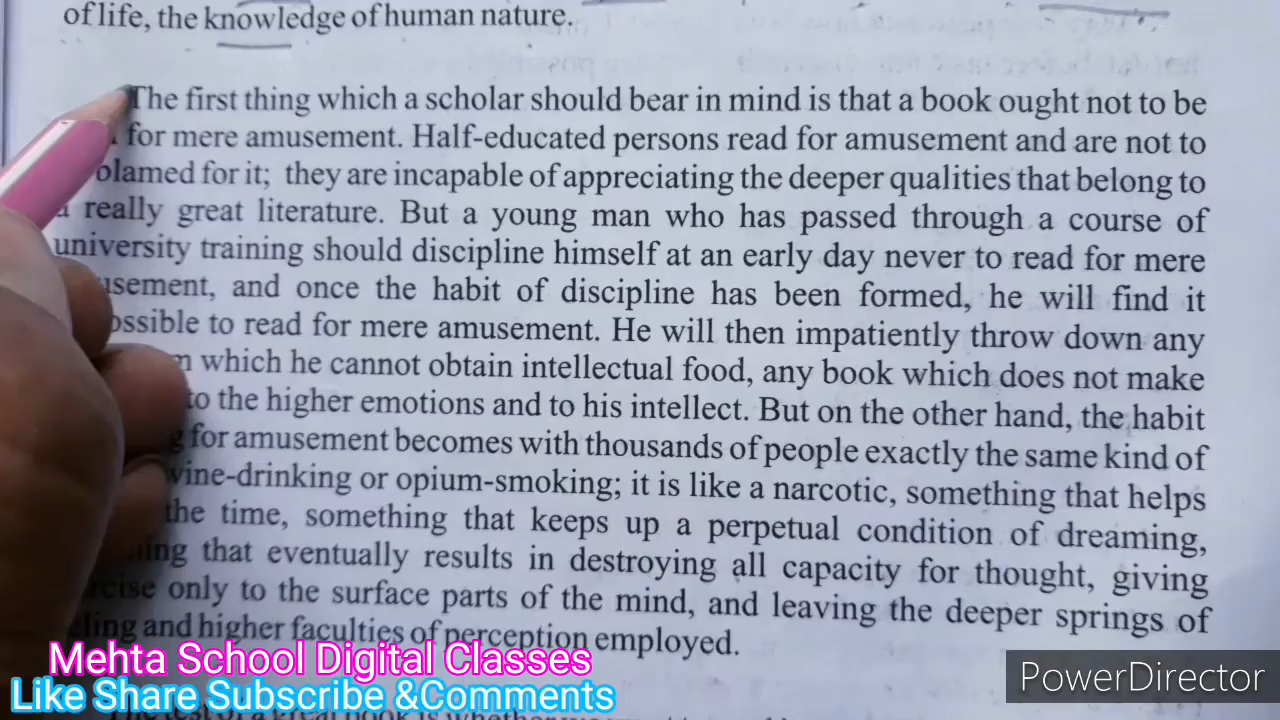 of life, the knowledge of human nature.
The first thing which a scholar should bear in mind is that a book ought not to be
for mere amusement. Half-educated persons read for amusement and are not to
blamed for it; they are incapable of appreciating the deeper qualities that belong to
a really great literature. But a young man who has passed through a course of
university training should discipline himself at an early day never to read for mere
usement, and once the habit of discipline has been formed, he will find it
ossible to read for mere amusement. He will then impatiently throw down any
m which he cannot obtain intellectual food, any book which does not make
to the higher emotions and to his intellect. But on the other hand, the habit
g for amusement becomes with thousands of people exactly the same kind of
wine-drinking or opium-smoking; it is like a narcotic, something that helps
the time, something that keeps up a perpetual condition of dreaming,
ing that eventually results in destroying all capacity for thought, giving
rcise only to the surface parts of the mind, and leaving the deeper springs of
ling and higher faculties of perception employed.
Mehta School Digital Classes
Like Share Subscribe &Comments
PowerDirector